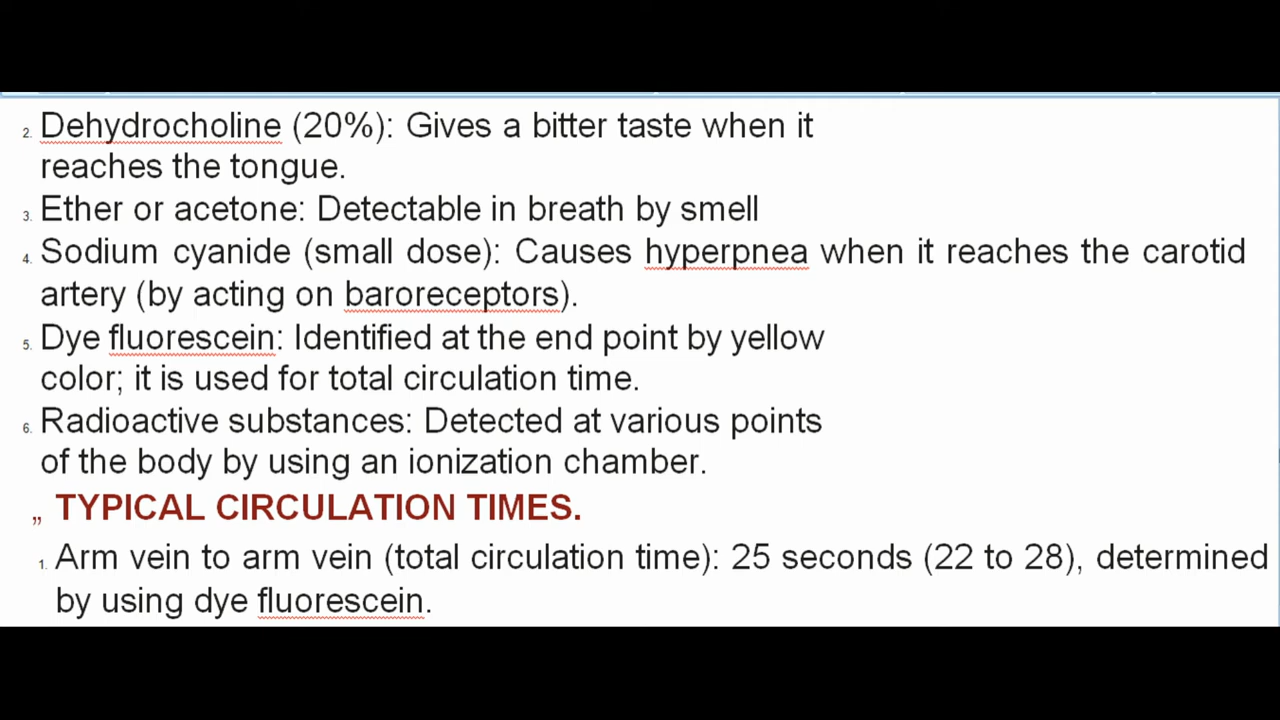 2. Dehydrocholine (20%): Gives a bitter taste when it
reaches the tongue.
3. Ether or acetone: Detectable in breath by smell
4. Sodium cyanide (small dose): Causes hyperpnea when it reaches the carotid
artery (by acting on baroreceptors).
5. Dye fluorescein: Identified at the end point by yellow
color; it is used for total circulation time.
6. Radioactive substances: Detected at various points
of the body by using an ionization chamber.
„ TYPICAL CIRCULATION TIMES.
1. Arm vein to arm vein (total circulation time): 25 seconds (22 to 28), determined
by using dye fluorescein.